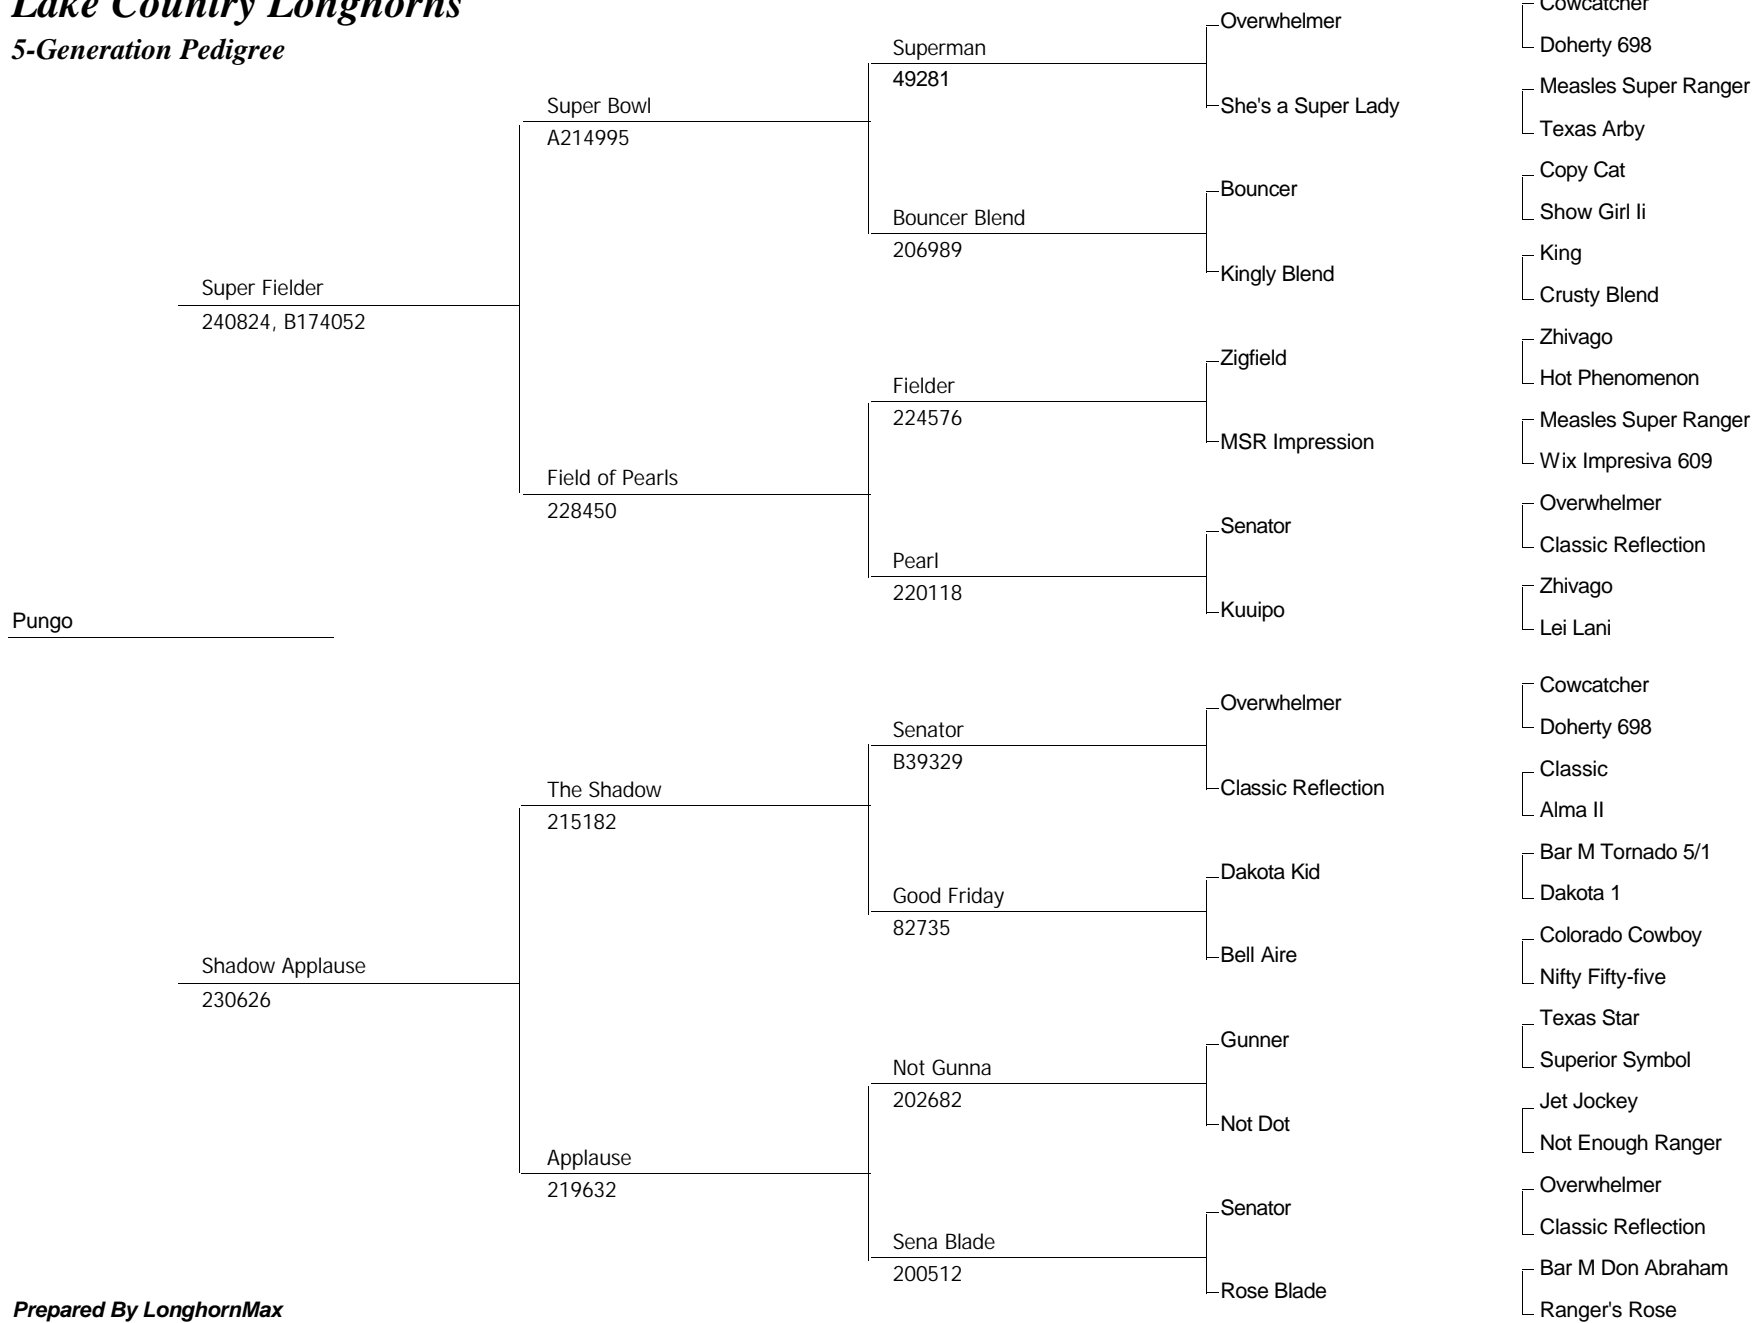 Lake Country Longhorns
5-Generation Pedigree
Pungo
Super Fielder
240824, B174052
Shadow Applause
230626
Super Bowl
A214995
Field of Pearls
228450
The Shadow
215182
Applause
219632
Superman
49281
Bouncer Blend
206989
Fielder
224576
Pearl
220118
Senator
B39329
Good Friday
82735
Not Gunna
202682
Sena Blade
200512
Overwhelmer
She's a Super Lady
Bouncer
Kingly Blend
Zigfield
MSR Impression
Senator
Kuuipo
Overwhelmer
Classic Reflection
Dakota Kid
Bell Aire
Gunner
Not Dot
Senator
Rose Blade
Cowcatcher
Doherty 698
Measles Super Ranger
Texas Arby
Copy Cat
Show Girl Ii
King
Crusty Blend
Zhivago
Hot Phenomenon
Measles Super Ranger
Wix Impresiva 609
Overwhelmer
Classic Reflection
Zhivago
Lei Lani
Cowcatcher
Doherty 698
Classic
Alma II
Bar M Tornado 5/1
Dakota 1
Colorado Cowboy
Nifty Fifty-five
Texas Star
Superior Symbol
Jet Jockey
Not Enough Ranger
Overwhelmer
Classic Reflection
Bar M Don Abraham
Ranger's Rose
Prepared By LonghornMax